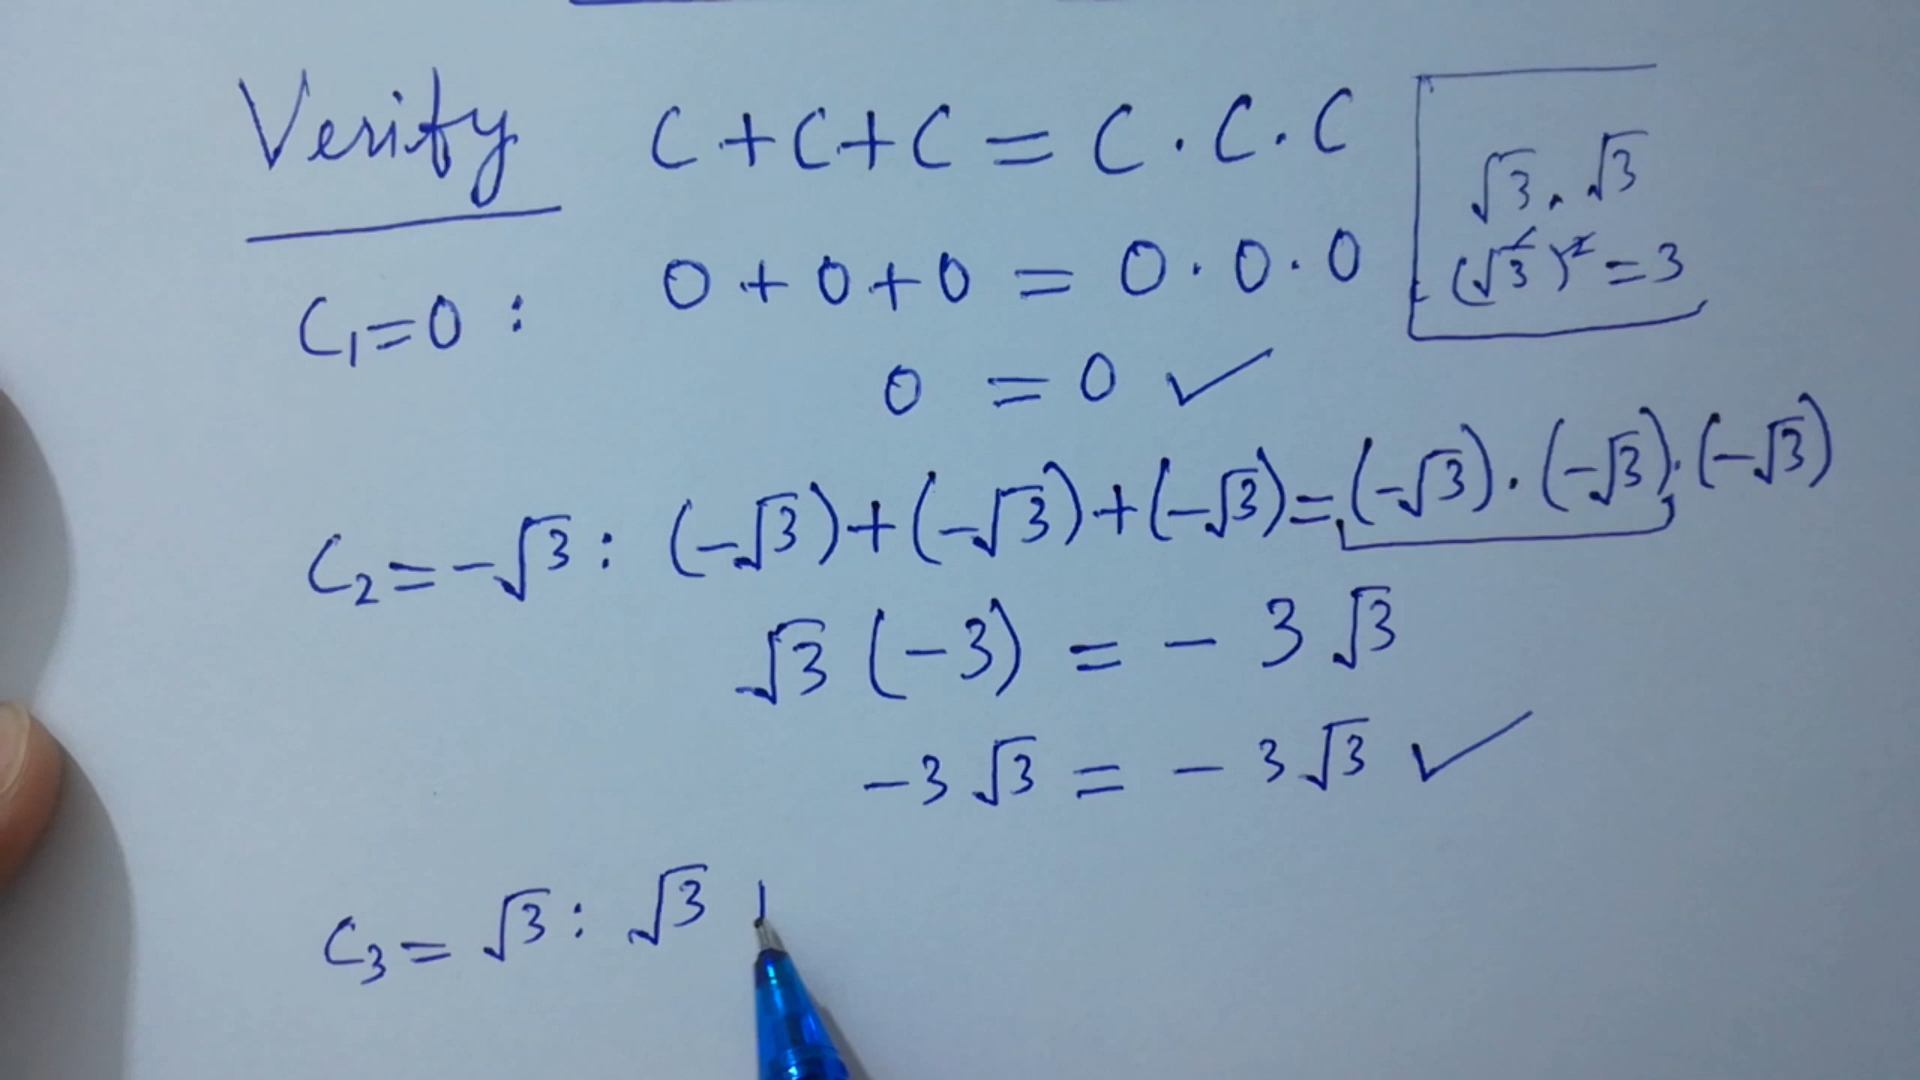 Verify C + C + C = C · C · C
C₁ = 0 : 0 + 0 + 0 = 0 · 0 · 0
0 = 0 ✓
√3 · √3
(√3)² = 3
C₂ = -√3 : (-√3) + (-√3) + (-√3) = (-√3) · (-√3) · (-√3)
√3 (-3) = - 3 √3
-3 √3 = - 3 √3 ✓
C₃ = √3 : √3